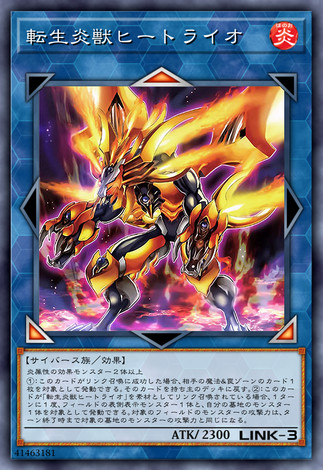 転生炎獣ヒートライオ
炎
【サイバース族／効果】
炎属性の効果モンスター２体以上
①：このカードがリンク召喚に成功した場合、相手の魔法＆罠ゾーンのカード１
枚を対象として発動できる。そのカードを持ち主のデッキに戻す。②：このカー
ドが「転生炎獣ヒートライオ」を素材としてリンク召喚されている場合、１ター
ンに１度、フィールドの表側表示モンスター１体と、自分の墓地のモンスター
１体を対象として発動できる。対象のフィールドのモンスターの攻撃力は、ター
ン終了時まで対象の墓地のモンスターの攻撃力と同じになる。
ATK/ 2300 LINK-3
41463181